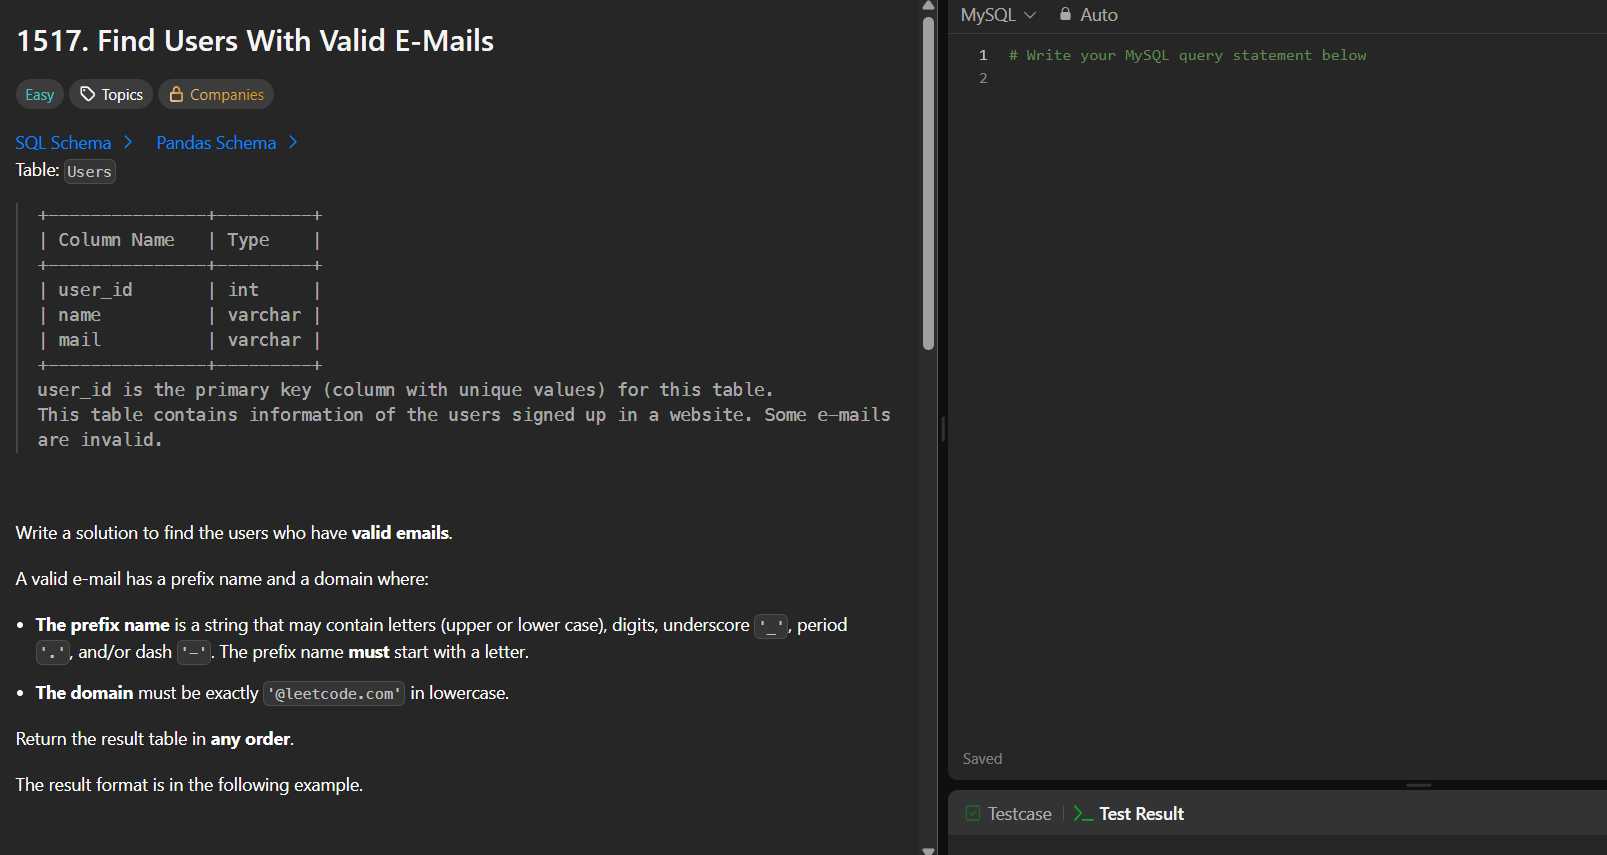 1517. Find Users With Valid E-Mails
Easy Topics Companies
SQL Schema > Pandas Schema >
Table: Users
+---------------+---------+
| Column Name   | Type    |
+---------------+---------+
| user_id       | int     |
| name          | varchar |
| mail          | varchar |
+---------------+---------+
user_id is the primary key (column with unique values) for this table.
This table contains information of the users signed up in a website. Some e-mails
are invalid.
Write a solution to find the users who have valid emails.
A valid e-mail has a prefix name and a domain where:
• The prefix name is a string that may contain letters (upper or lower case), digits, underscore '_', period
'.', and/or dash '-'. The prefix name must start with a letter.
• The domain must be exactly '@leetcode.com' in lowercase.
Return the result table in any order.
The result format is in the following example.
MySQL Auto
1 # Write your MySQL query statement below
2
Saved
Testcase | >_ Test Result